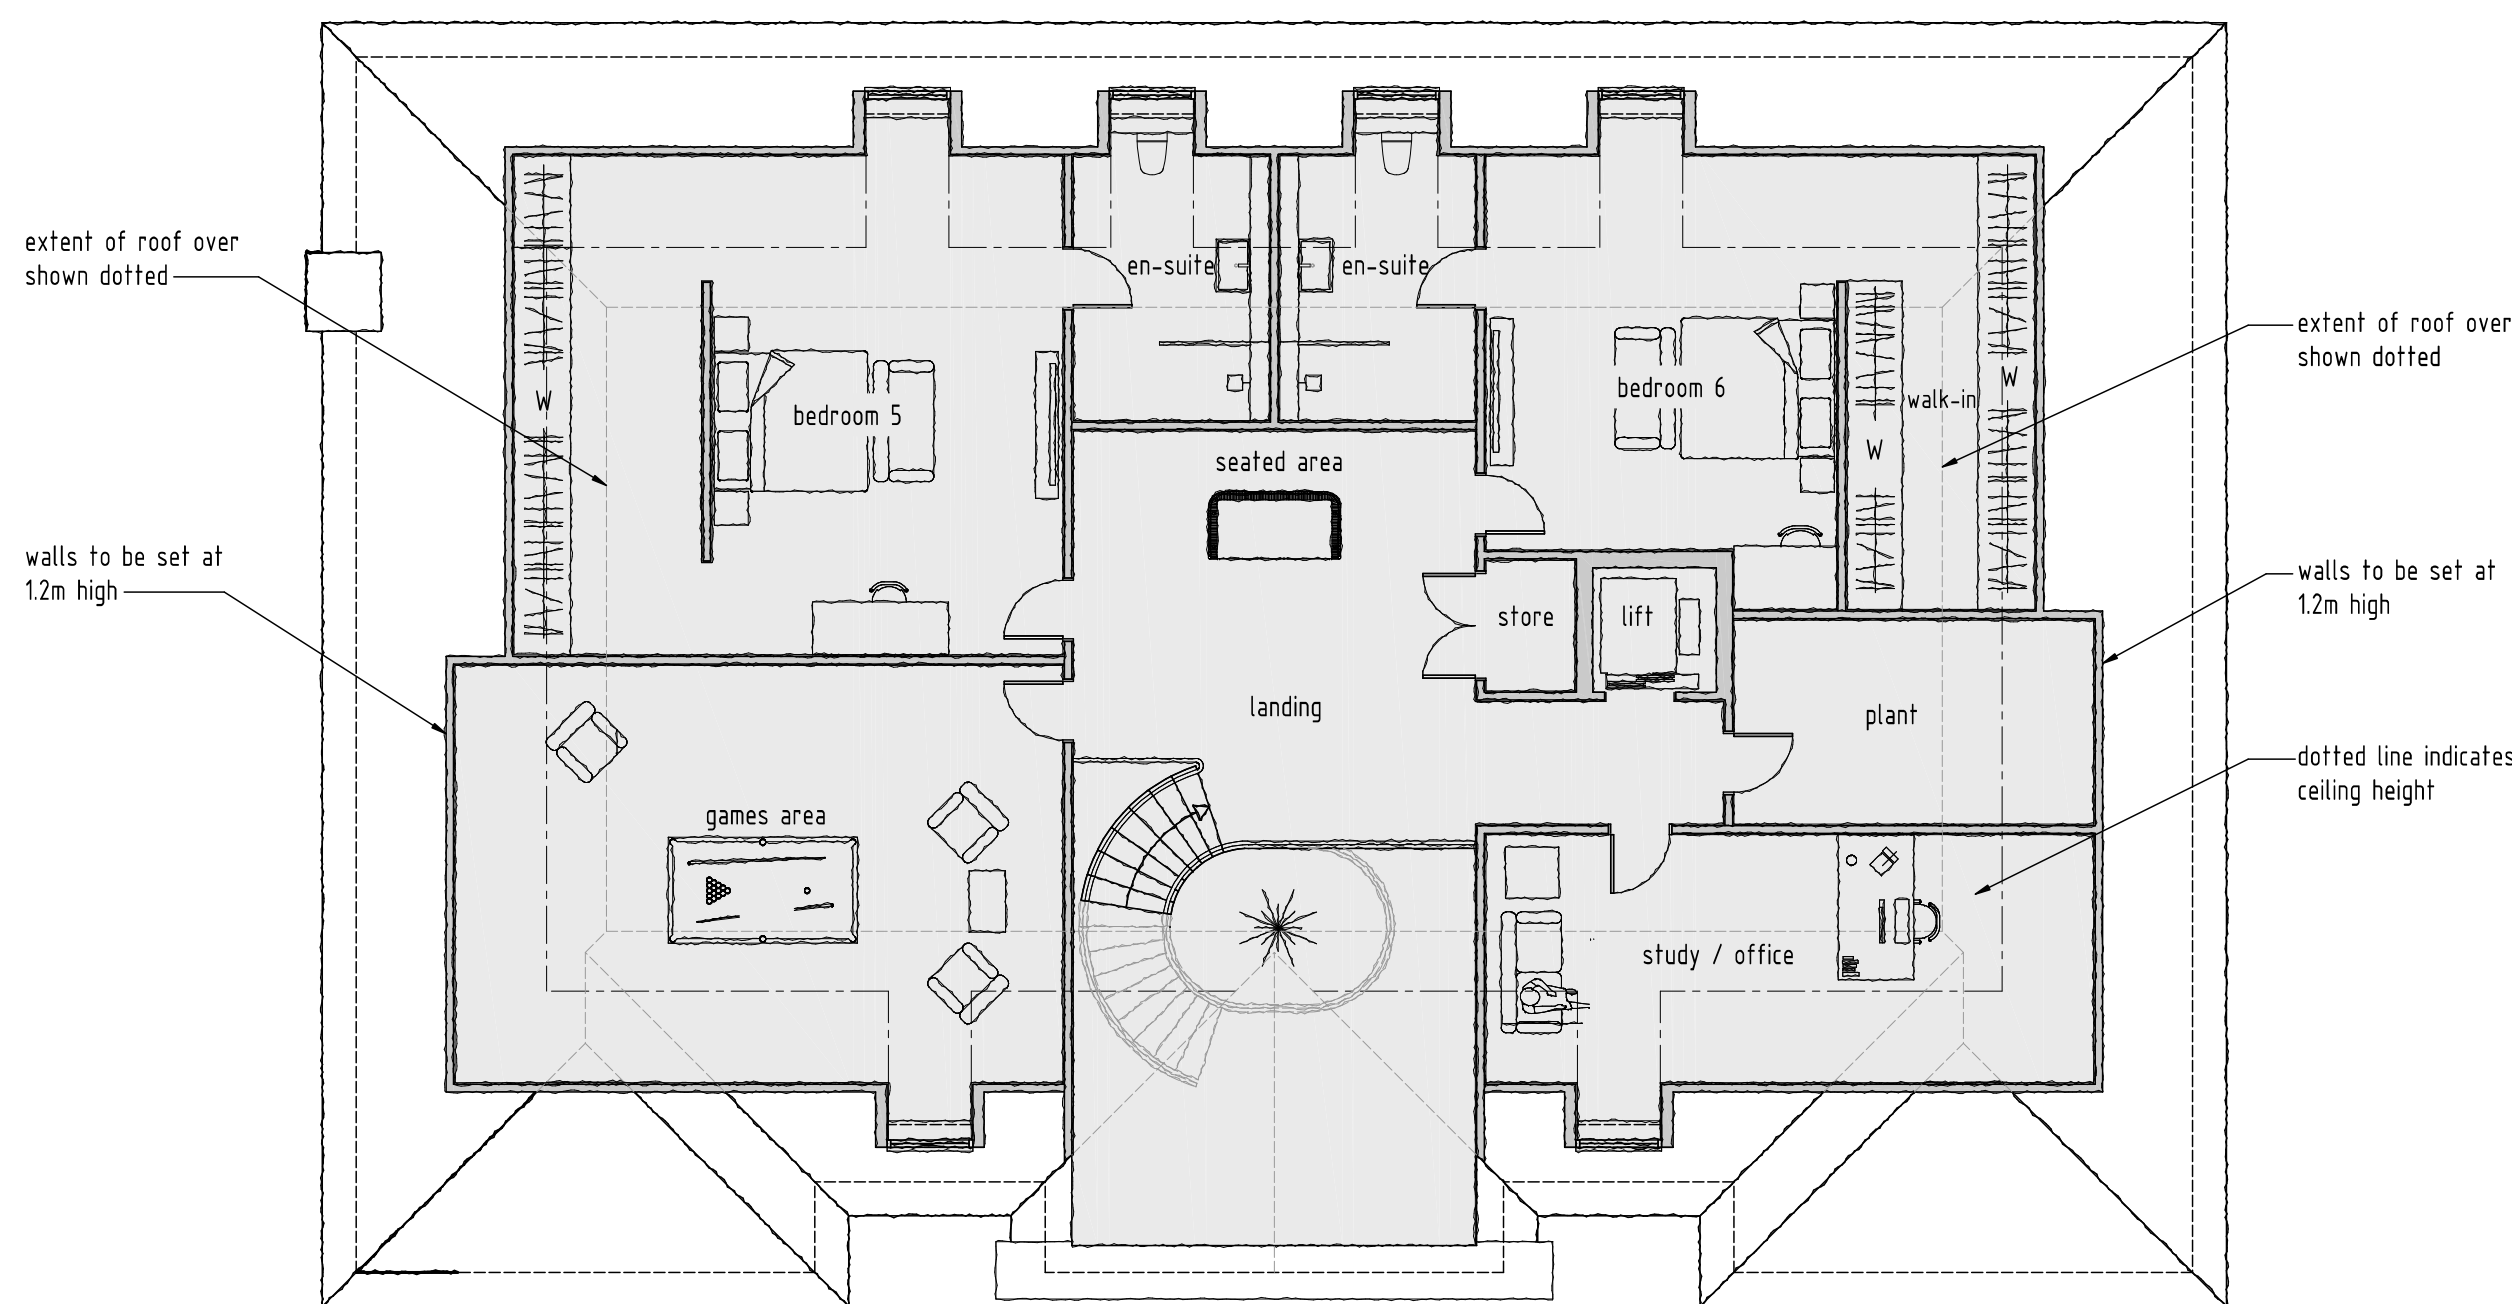 extent of roof over
shown dotted
walls to be set at
1.2m high
en-suite
en-suite
bedroom 5
W
bedroom 6
walk-in
W
W
seated area
store
lift
landing
plant
games area
study / office
extent of roof over
shown dotted
walls to be set at
1.2m high
dotted line indicates
ceiling height